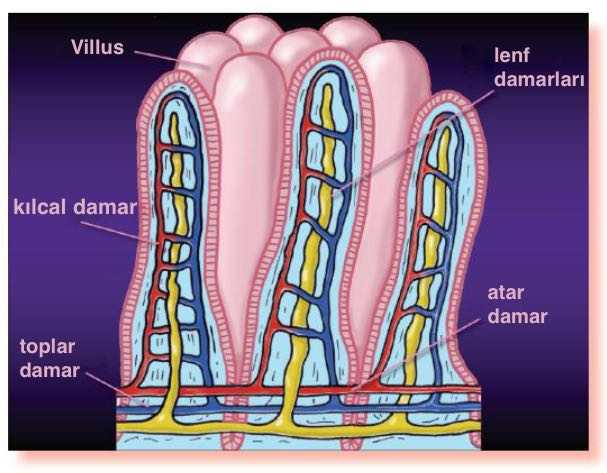 Villus
lenf
damarları
kılcal damar
atar
damar
toplar
damar